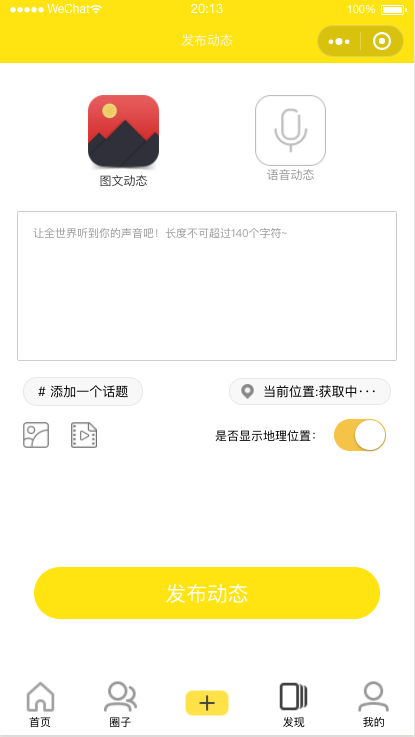 WeChat 20:13 100%
发布动态
图文动态 语音动态
让全世界听到你的声音吧！长度不可超过140个字符~
# 添加一个话题 当前位置:获取中···
是否显示地理位置：
发布动态
首页 圈子 发现 我的